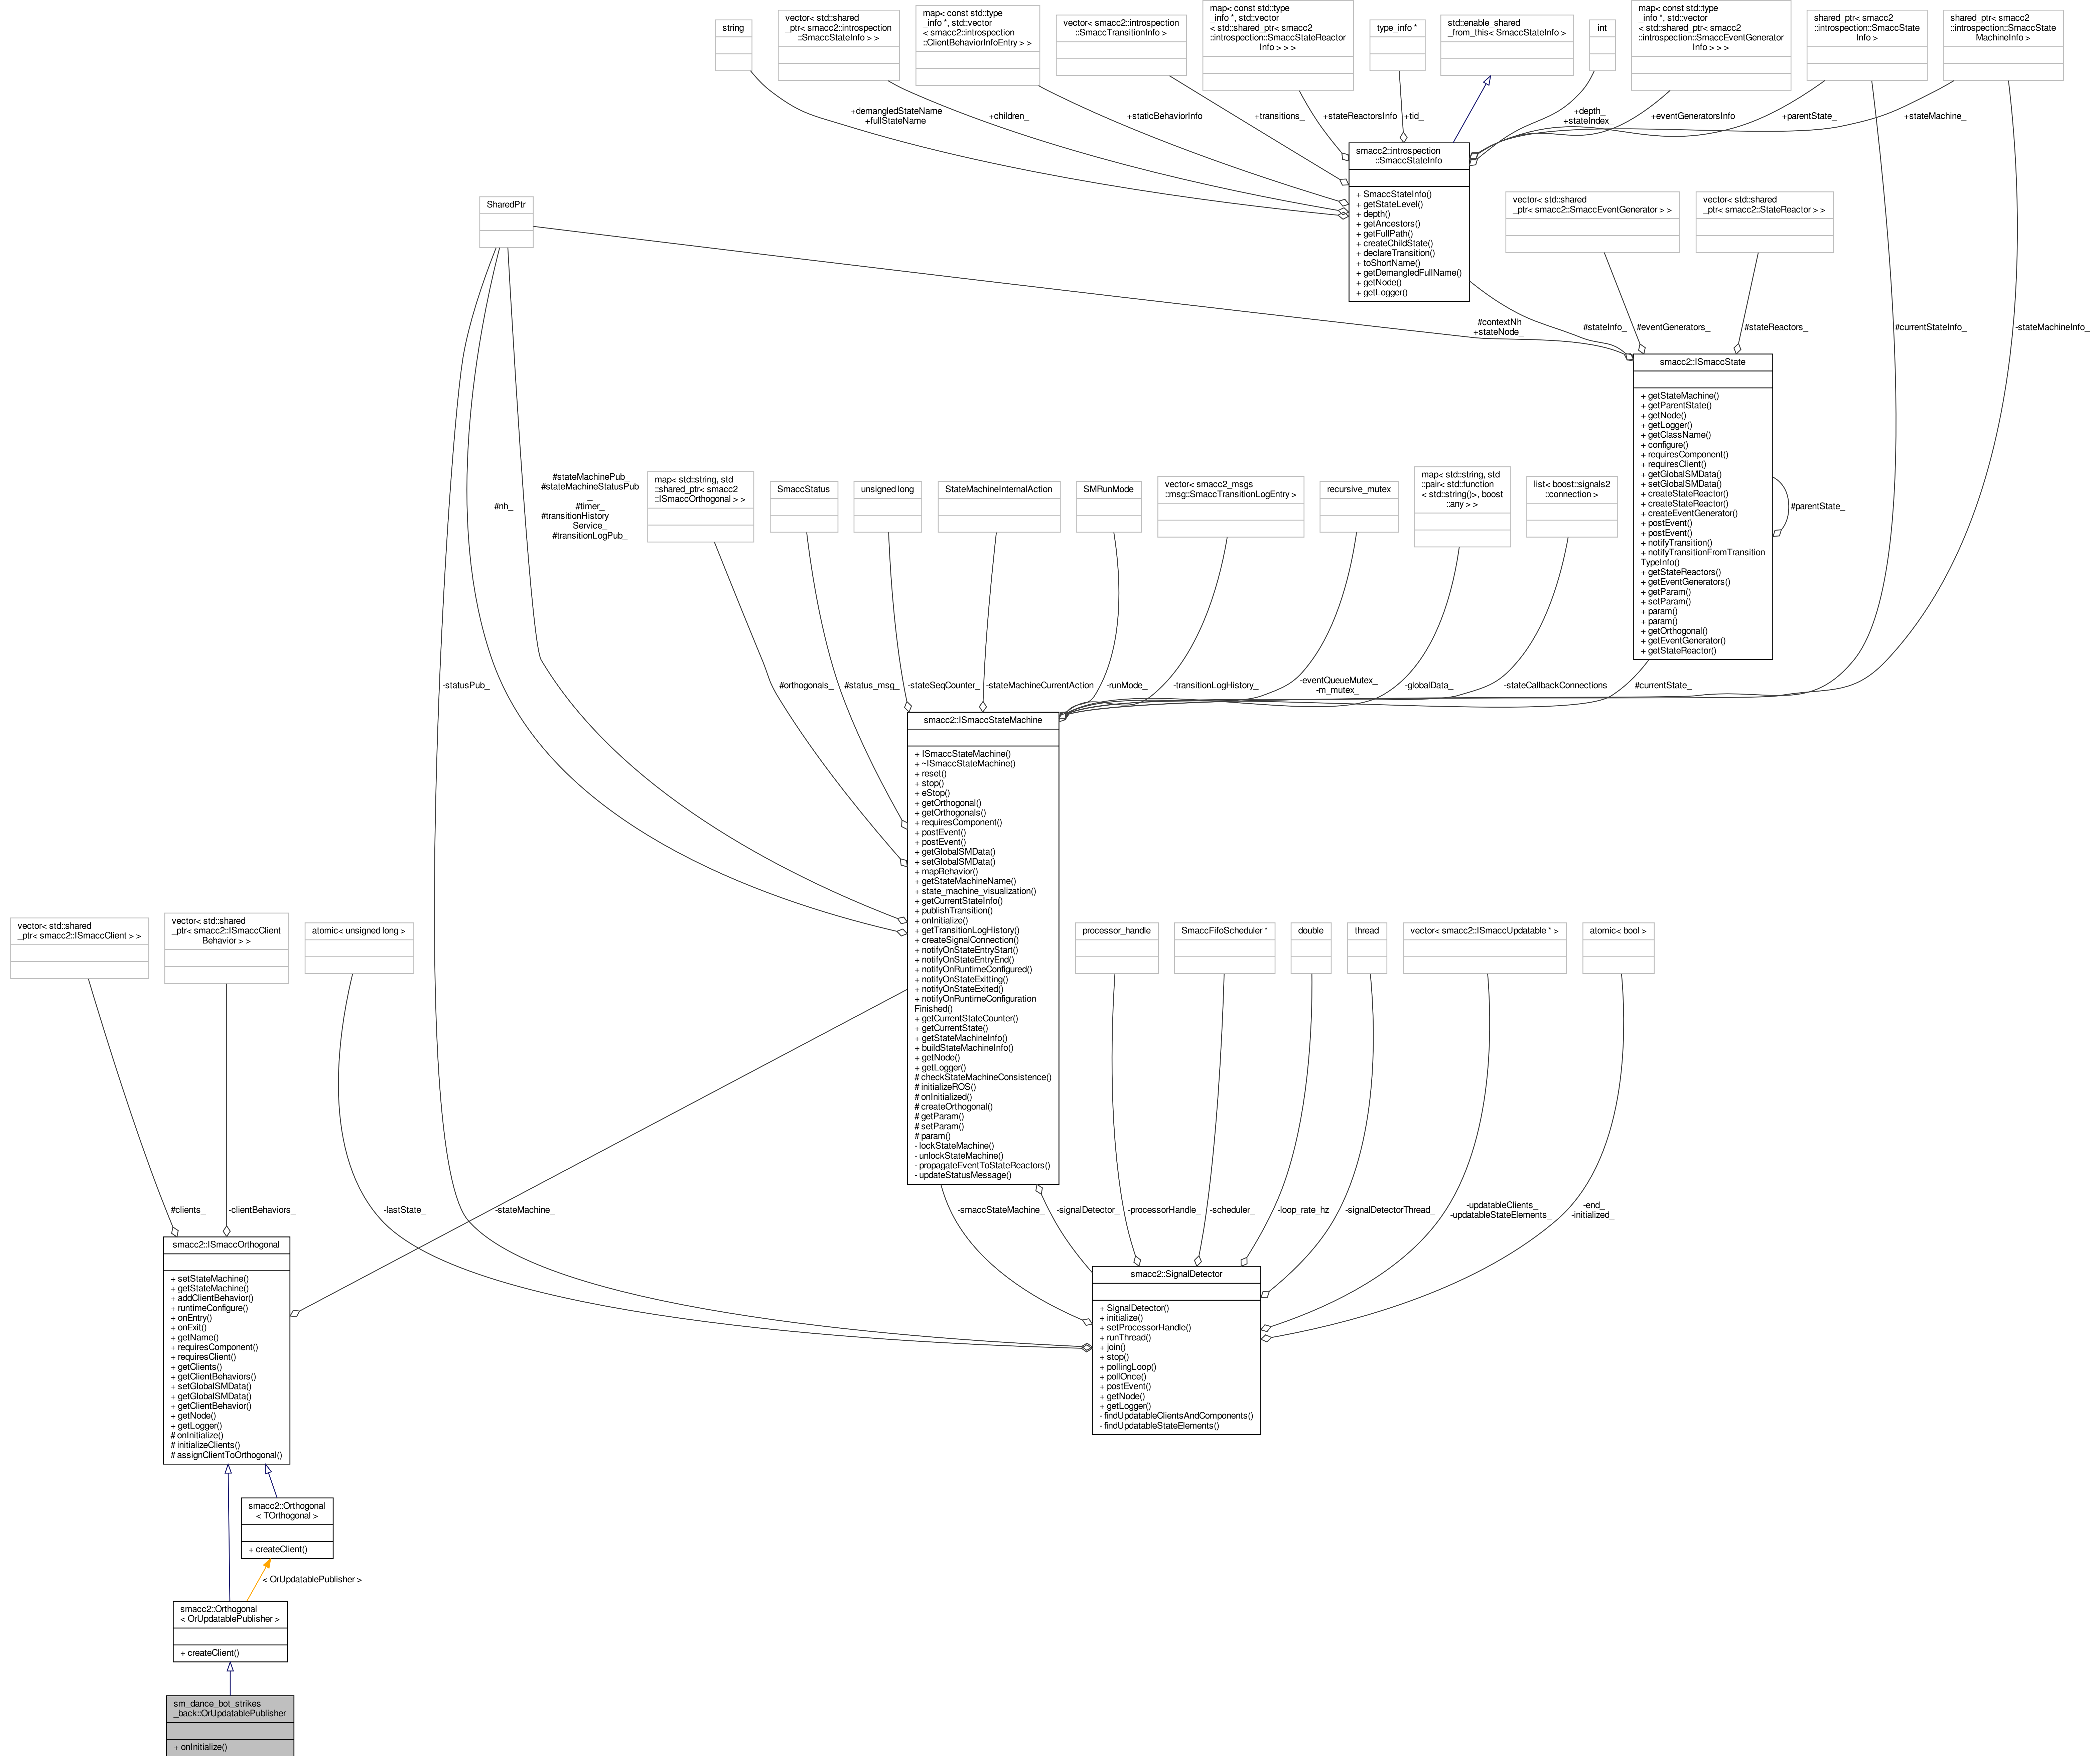 string
vector< std::shared
_ptr< smacc2::introspection
::SmaccStateInfo > >
map< const std::type
_info *, std::vector
< smacc2::introspection
::ClientBehaviorInfoEntry > >
vector< smacc2::introspection
::SmaccTransitionInfo >
map< const std::type
_info *, std::vector
< std::shared_ptr< smacc2
::introspection::SmaccStateReactor
Info > > >
type_info *
std::enable_shared
_from_this< SmaccStateInfo >
int
map< const std::type
_info *, std::vector
< std::shared_ptr< smacc2
::introspection::SmaccEventGenerator
Info > > >
shared_ptr< smacc2
::introspection::SmaccState
Info >
shared_ptr< smacc2
::introspection::SmaccState
MachineInfo >
+demangledStateName
+fullStateName
+children_
+staticBehaviorInfo
+transitions_
+stateReactorsInfo
+tid_
+depth_
+stateIndex_
+eventGeneratorsInfo
+parentState_
+stateMachine_
smacc2::introspection
::SmaccStateInfo
+ SmaccStateInfo()
+ getStateLevel()
+ depth()
+ getAncestors()
+ getFullPath()
+ createChildState()
+ declareTransition()
+ toShortName()
+ getDemangledFullName()
+ getNode()
+ getLogger()
SharedPtr
vector< std::shared
_ptr< smacc2::SmaccEventGenerator > >
vector< std::shared
_ptr< smacc2::StateReactor > >
#contextNh
+stateNode_
#stateInfo_
#eventGenerators_
#stateReactors_
#currentStateInfo_
-stateMachineInfo_
smacc2::ISmaccState
+ getStateMachine()
+ getParentState()
+ getNode()
+ getLogger()
+ getClassName()
+ configure()
+ requiresComponent()
+ requiresClient()
+ getGlobalSMData()
+ setGlobalSMData()
+ createStateReactor()
+ createStateReactor()
+ createEventGenerator()
+ postEvent()
+ postEvent()
+ notifyTransition()
+ notifyTransitionFromTransition
TypeInfo()
+ getStateReactors()
+ getEventGenerators()
+ getParam()
+ setParam()
+ param()
+ param()
+ getOrthogonal()
+ getEventGenerator()
+ getStateReactor()
#parentState_
#nh_
#stateMachinePub_
#stateMachineStatusPub
_
#timer_
#transitionHistory
Service_
#transitionLogPub_
map< std::string, std
::shared_ptr< smacc2
::ISmaccOrthogonal > >
SmaccStatus
unsigned long
StateMachineInternalAction
SMRunMode
vector< smacc2_msgs
::msg::SmaccTransitionLogEntry >
recursive_mutex
map< std::string, std
::pair< std::function
< std::string()>, boost
::any > >
list< boost::signals2
::connection >
-statusPub_
#orthogonals_
#status_msg_
-stateSeqCounter_
-stateMachineCurrentAction
-runMode_
-transitionLogHistory_
-eventQueueMutex_
-m_mutex_
-globalData_
-stateCallbackConnections
#currentState_
smacc2::ISmaccStateMachine
+ ISmaccStateMachine()
+ ~ISmaccStateMachine()
+ reset()
+ stop()
+ eStop()
+ getOrthogonal()
+ getOrthogonals()
+ requiresComponent()
+ postEvent()
+ postEvent()
+ getGlobalSMData()
+ setGlobalSMData()
+ mapBehavior()
+ getStateMachineName()
+ state_machine_visualization()
+ getCurrentStateInfo()
+ publishTransition()
+ onInitialize()
+ getTransitionLogHistory()
+ createSignalConnection()
+ notifyOnStateEntryStart()
+ notifyOnStateEntryEnd()
+ notifyOnRuntimeConfigured()
+ notifyOnStateExitting()
+ notifyOnStateExited()
+ notifyOnRuntimeConfiguration
Finished()
+ getCurrentStateCounter()
+ getCurrentState()
+ getStateMachineInfo()
+ buildStateMachineInfo()
+ getNode()
+ getLogger()
# checkStateMachineConsistence()
# initializeROS()
# onInitialized()
# createOrthogonal()
# getParam()
# setParam()
# param()
- lockStateMachine()
- unlockStateMachine()
- propagateEventToStateReactors()
- updateStatusMessage()
vector< std::shared
_ptr< smacc2::ISmaccClient > >
vector< std::shared
_ptr< smacc2::ISmaccClient
Behavior > >
atomic< unsigned long >
processor_handle
SmaccFifoScheduler *
double
thread
vector< smacc2::ISmaccUpdatable * >
atomic< bool >
#clients_
-clientBehaviors_
-lastState_
-stateMachine_
-smaccStateMachine_
-signalDetector_
-processorHandle_
-scheduler_
-loop_rate_hz
-signalDetectorThread_
-updatableClients_
-updatableStateElements_
-end_
-initialized_
smacc2::ISmaccOrthogonal
+ setStateMachine()
+ getStateMachine()
+ addClientBehavior()
+ runtimeConfigure()
+ onEntry()
+ onExit()
+ getName()
+ requiresComponent()
+ requiresClient()
+ getClients()
+ getClientBehaviors()
+ setGlobalSMData()
+ getGlobalSMData()
+ getClientBehavior()
+ getNode()
+ getLogger()
# onInitialize()
# initializeClients()
# assignClientToOrthogonal()
smacc2::SignalDetector
+ SignalDetector()
+ initialize()
+ setProcessorHandle()
+ runThread()
+ join()
+ stop()
+ pollingLoop()
+ pollOnce()
+ postEvent()
+ getNode()
+ getLogger()
- findUpdatableClientsAndComponents()
- findUpdatableStateElements()
smacc2::Orthogonal
< TOrthogonal >
+ createClient()
< OrUpdatablePublisher >
smacc2::Orthogonal
< OrUpdatablePublisher >
+ createClient()
sm_dance_bot_strikes
_back::OrUpdatablePublisher
+ onInitialize()